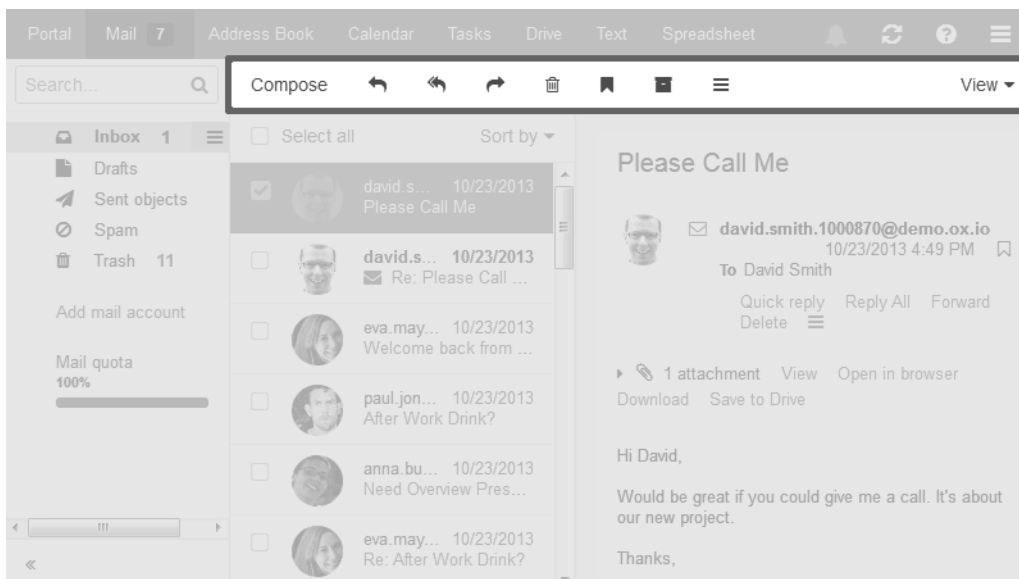 Portal Mail 7 Address Book Calendar Tasks Drive Text Spreadsheet
Search...
Compose View
Inbox 1
Drafts
Sent objects
Spam
Trash 11
Add mail account
Mail quota
100%
Select all Sort by
david.s... 10/23/2013
Please Call Me
david.s... 10/23/2013
Re: Please Call ...
eva.may... 10/23/2013
Welcome back from ...
paul.jon... 10/23/2013
After Work Drink?
anna.bu... 10/23/2013
Need Overview Pres...
eva.may... 10/23/2013
Re: After Work Drink?
Please Call Me
david.smith.1000870@demo.ox.io
10/23/2013 4:49 PM
To David Smith
Quick reply Reply All Forward
Delete
1 attachment View Open in browser
Download Save to Drive
Hi David,
Would be great if you could give me a call. It's about
our new project.
Thanks,